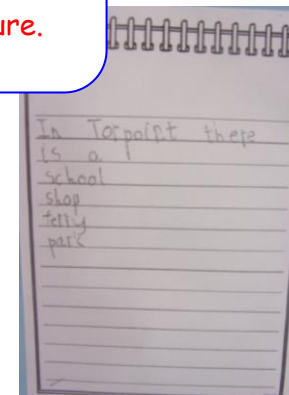 ure.
In Torpoint there
is a
school
shop
ferry
park